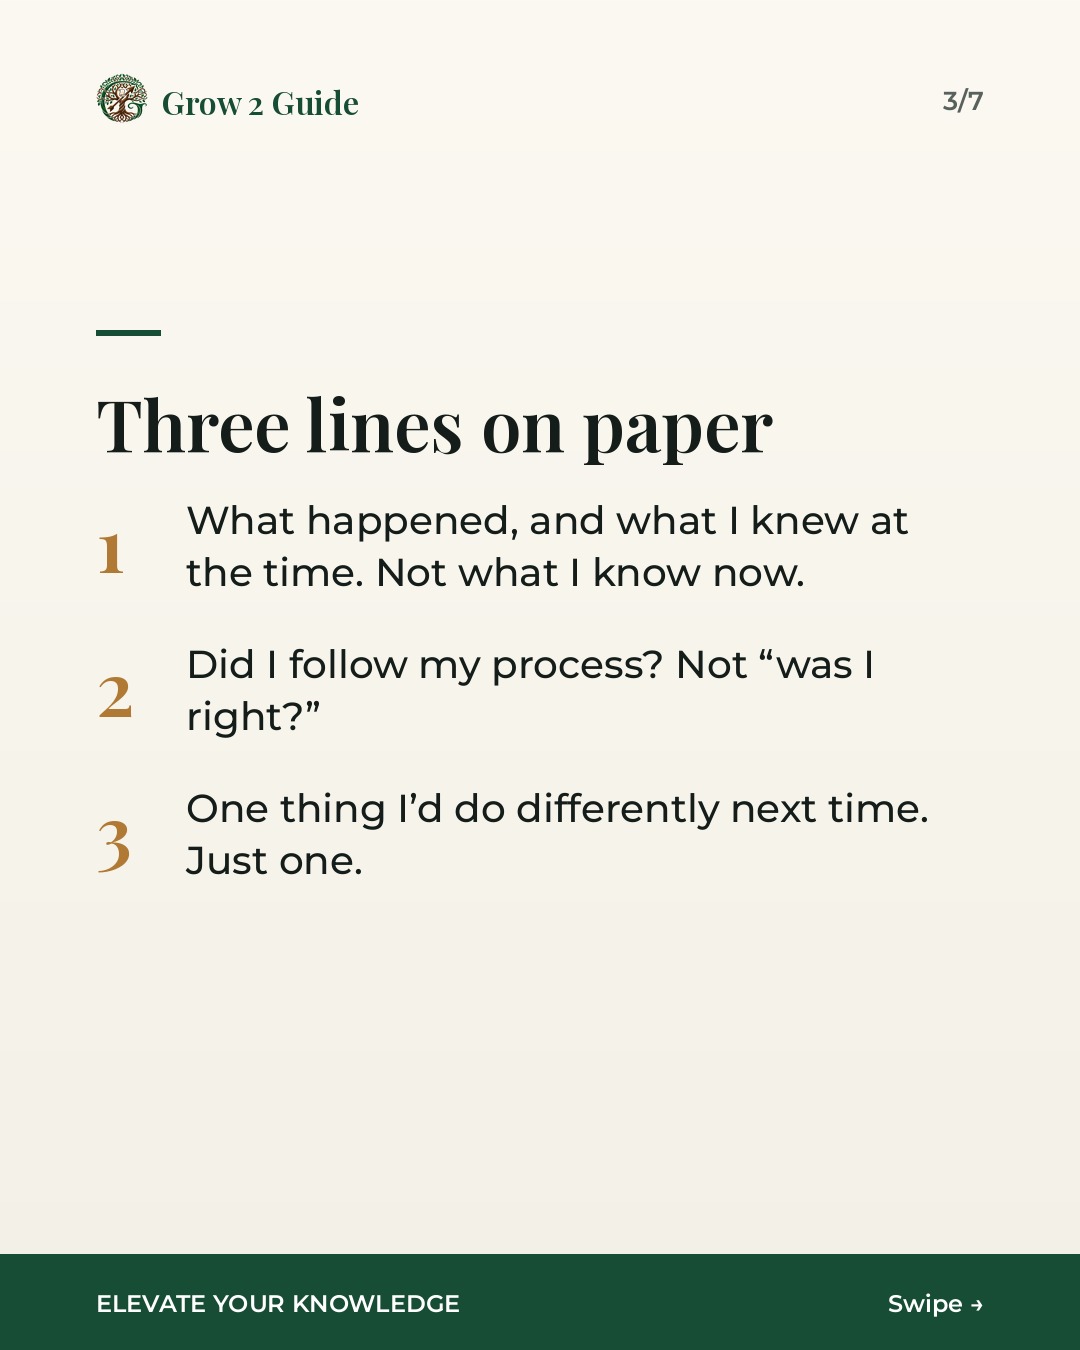 Grow 2 Guide
3/7
Three lines on paper
1 What happened, and what I knew at
the time. Not what I know now.
2 Did I follow my process? Not “was I
right?”
3 One thing I’d do differently next time.
Just one.
ELEVATE YOUR KNOWLEDGE
Swipe →